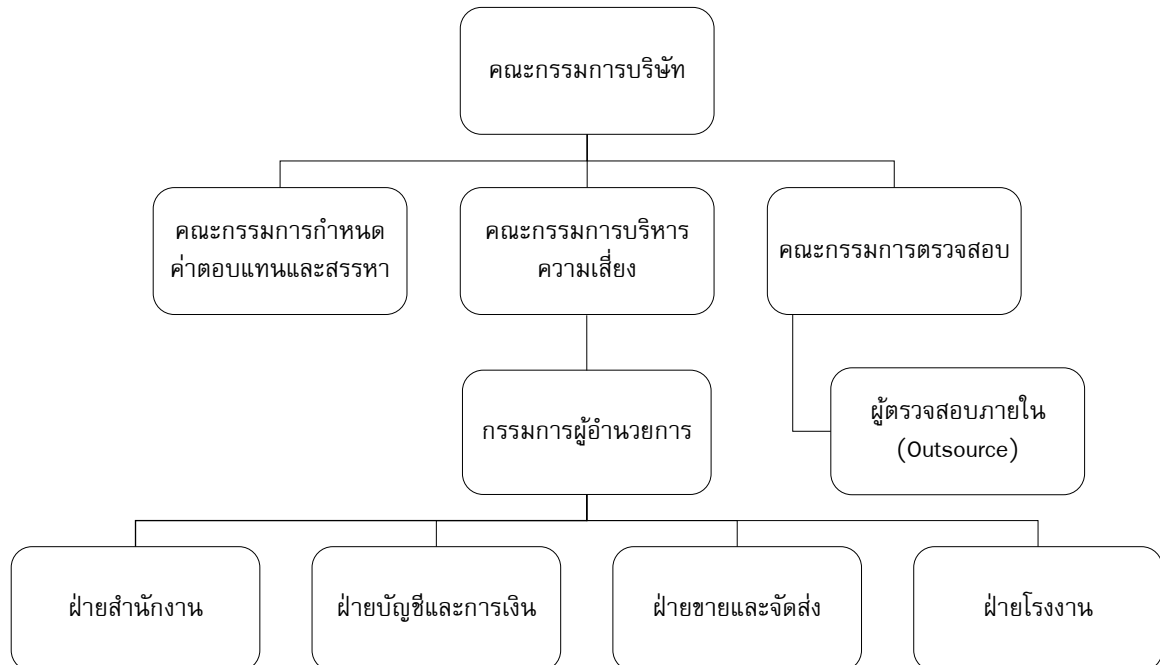 คณะกรรมการบริษัท
คณะกรรมการกำหนด
ค่าตอบแทนและสรรหา
คณะกรรมการบริหาร
ความเสี่ยง
คณะกรรมการตรวจสอบ
กรรมการผู้อำนวยการ
ผู้ตรวจสอบภายใน
(Outsource)
ฝ่ายสำนักงาน
ฝ่ายบัญชีและการเงิน
ฝ่ายขายและจัดส่ง
ฝ่ายโรงงาน